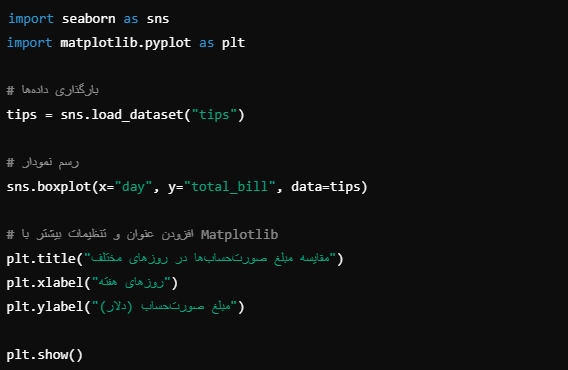 import seaborn as sns
import matplotlib.pyplot as plt
# بارگذاری داده‌ها
tips = sns.load_dataset("tips")
# رسم نمودار
sns.boxplot(x="day", y="total_bill", data=tips)
# افزودن عنوان و تنظیمات بیشتر با Matplotlib
plt.title("مقایسه مبلغ صورت‌حساب‌ها در روزهای مختلف")
plt.xlabel("روزهای هفته")
plt.ylabel("مبلغ صورت‌حساب (دلار)")
plt.show()